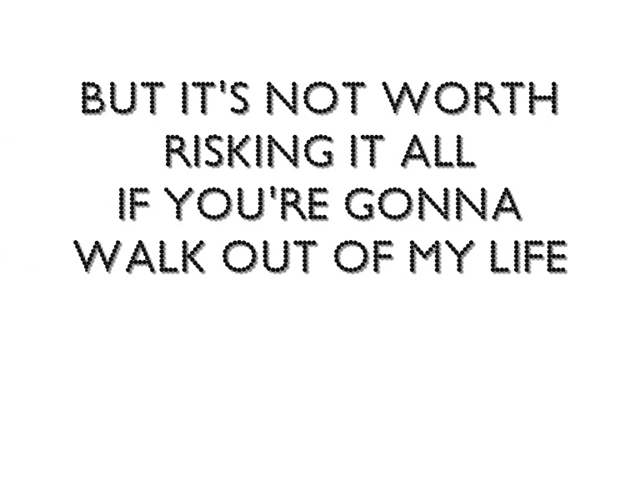 BUT IT'S NOT WORTH
RISKING IT ALL
IF YOU'RE GONNA
WALK OUT OF MY LIFE